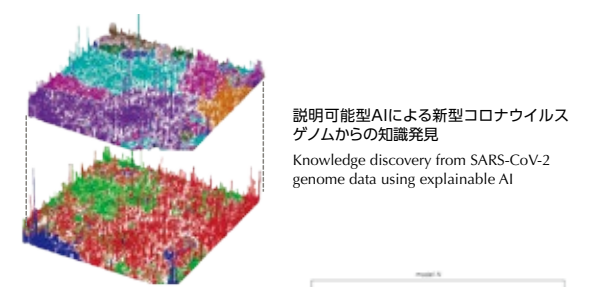 説明可能型AIによる新型コロナウイルス
ゲノムからの知識発見
Knowledge discovery from SARS-CoV-2
genome data using explainable AI